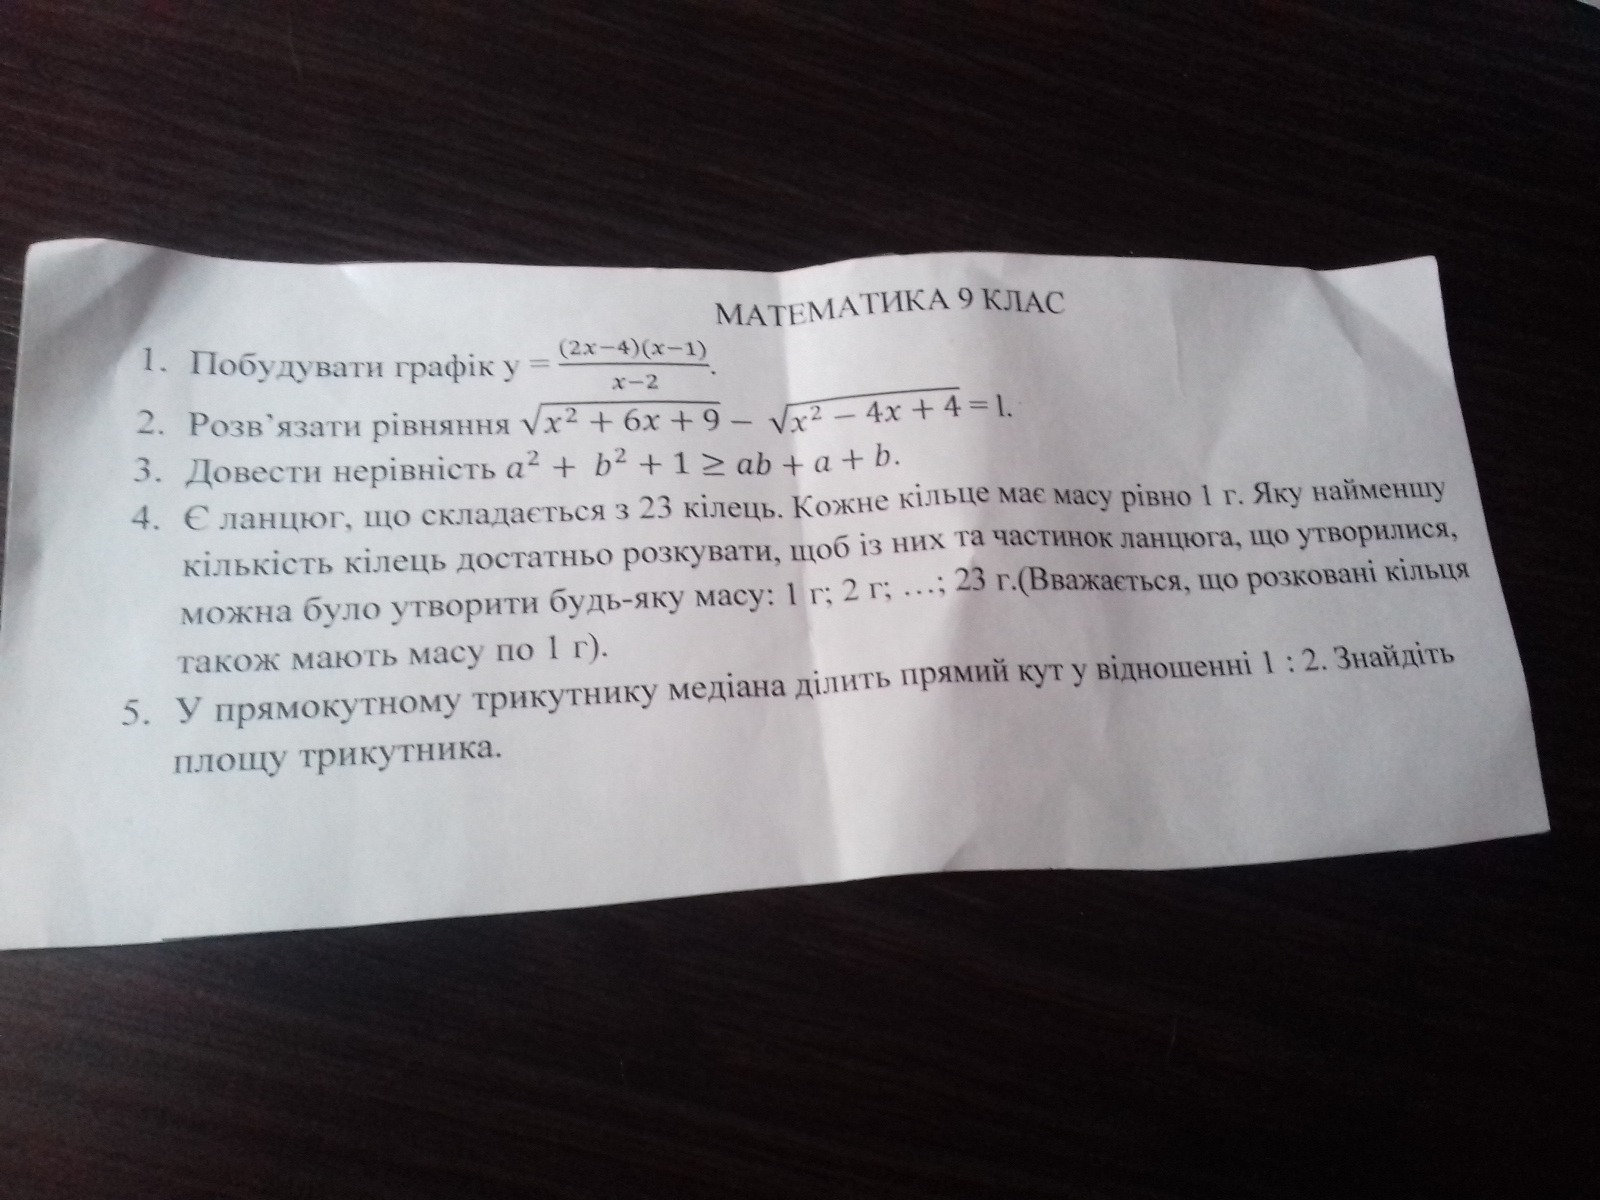 МАТЕМАТИКА 9 КЛАС
1. Побудувати графік y = (2x−4)(x−1)/(x−2).
2. Розв’язати рівняння √(x² + 6x + 9) − √(x² − 4x + 4) = 1.
3. Довести нерівність a² + b² + 1 ≥ ab + a + b.
4. Є ланцюг, що складається з 23 кілець. Кожне кільце має масу рівно 1 г. Яку найменшу
кількість кілець достатньо розкувати, щоб із них та частинок ланцюга, що утворилися,
можна було утворити будь-яку масу: 1 г; 2 г; …; 23 г.(Вважається, що розковані кільця
також мають масу по 1 г).
5. У прямокутному трикутнику медіана ділить прямий кут у відношенні 1 : 2. Знайдіть
площу трикутника.